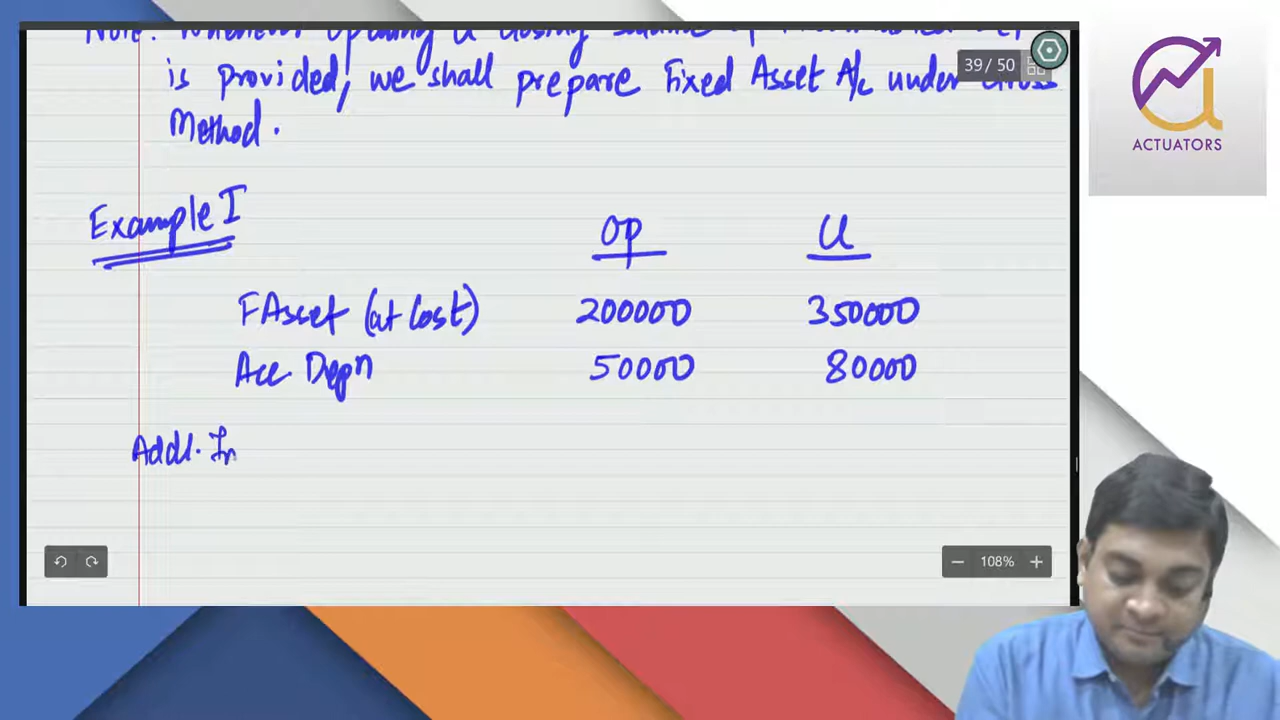 is provided, we shall prepare Fixed Asset A/c under Gross
Method.
39 / 50
ACTUATORS
Example I
Op Cl
FAsset (at Cost) 200000 350000
Acc. Depn 50000 80000
Addl. In
108%